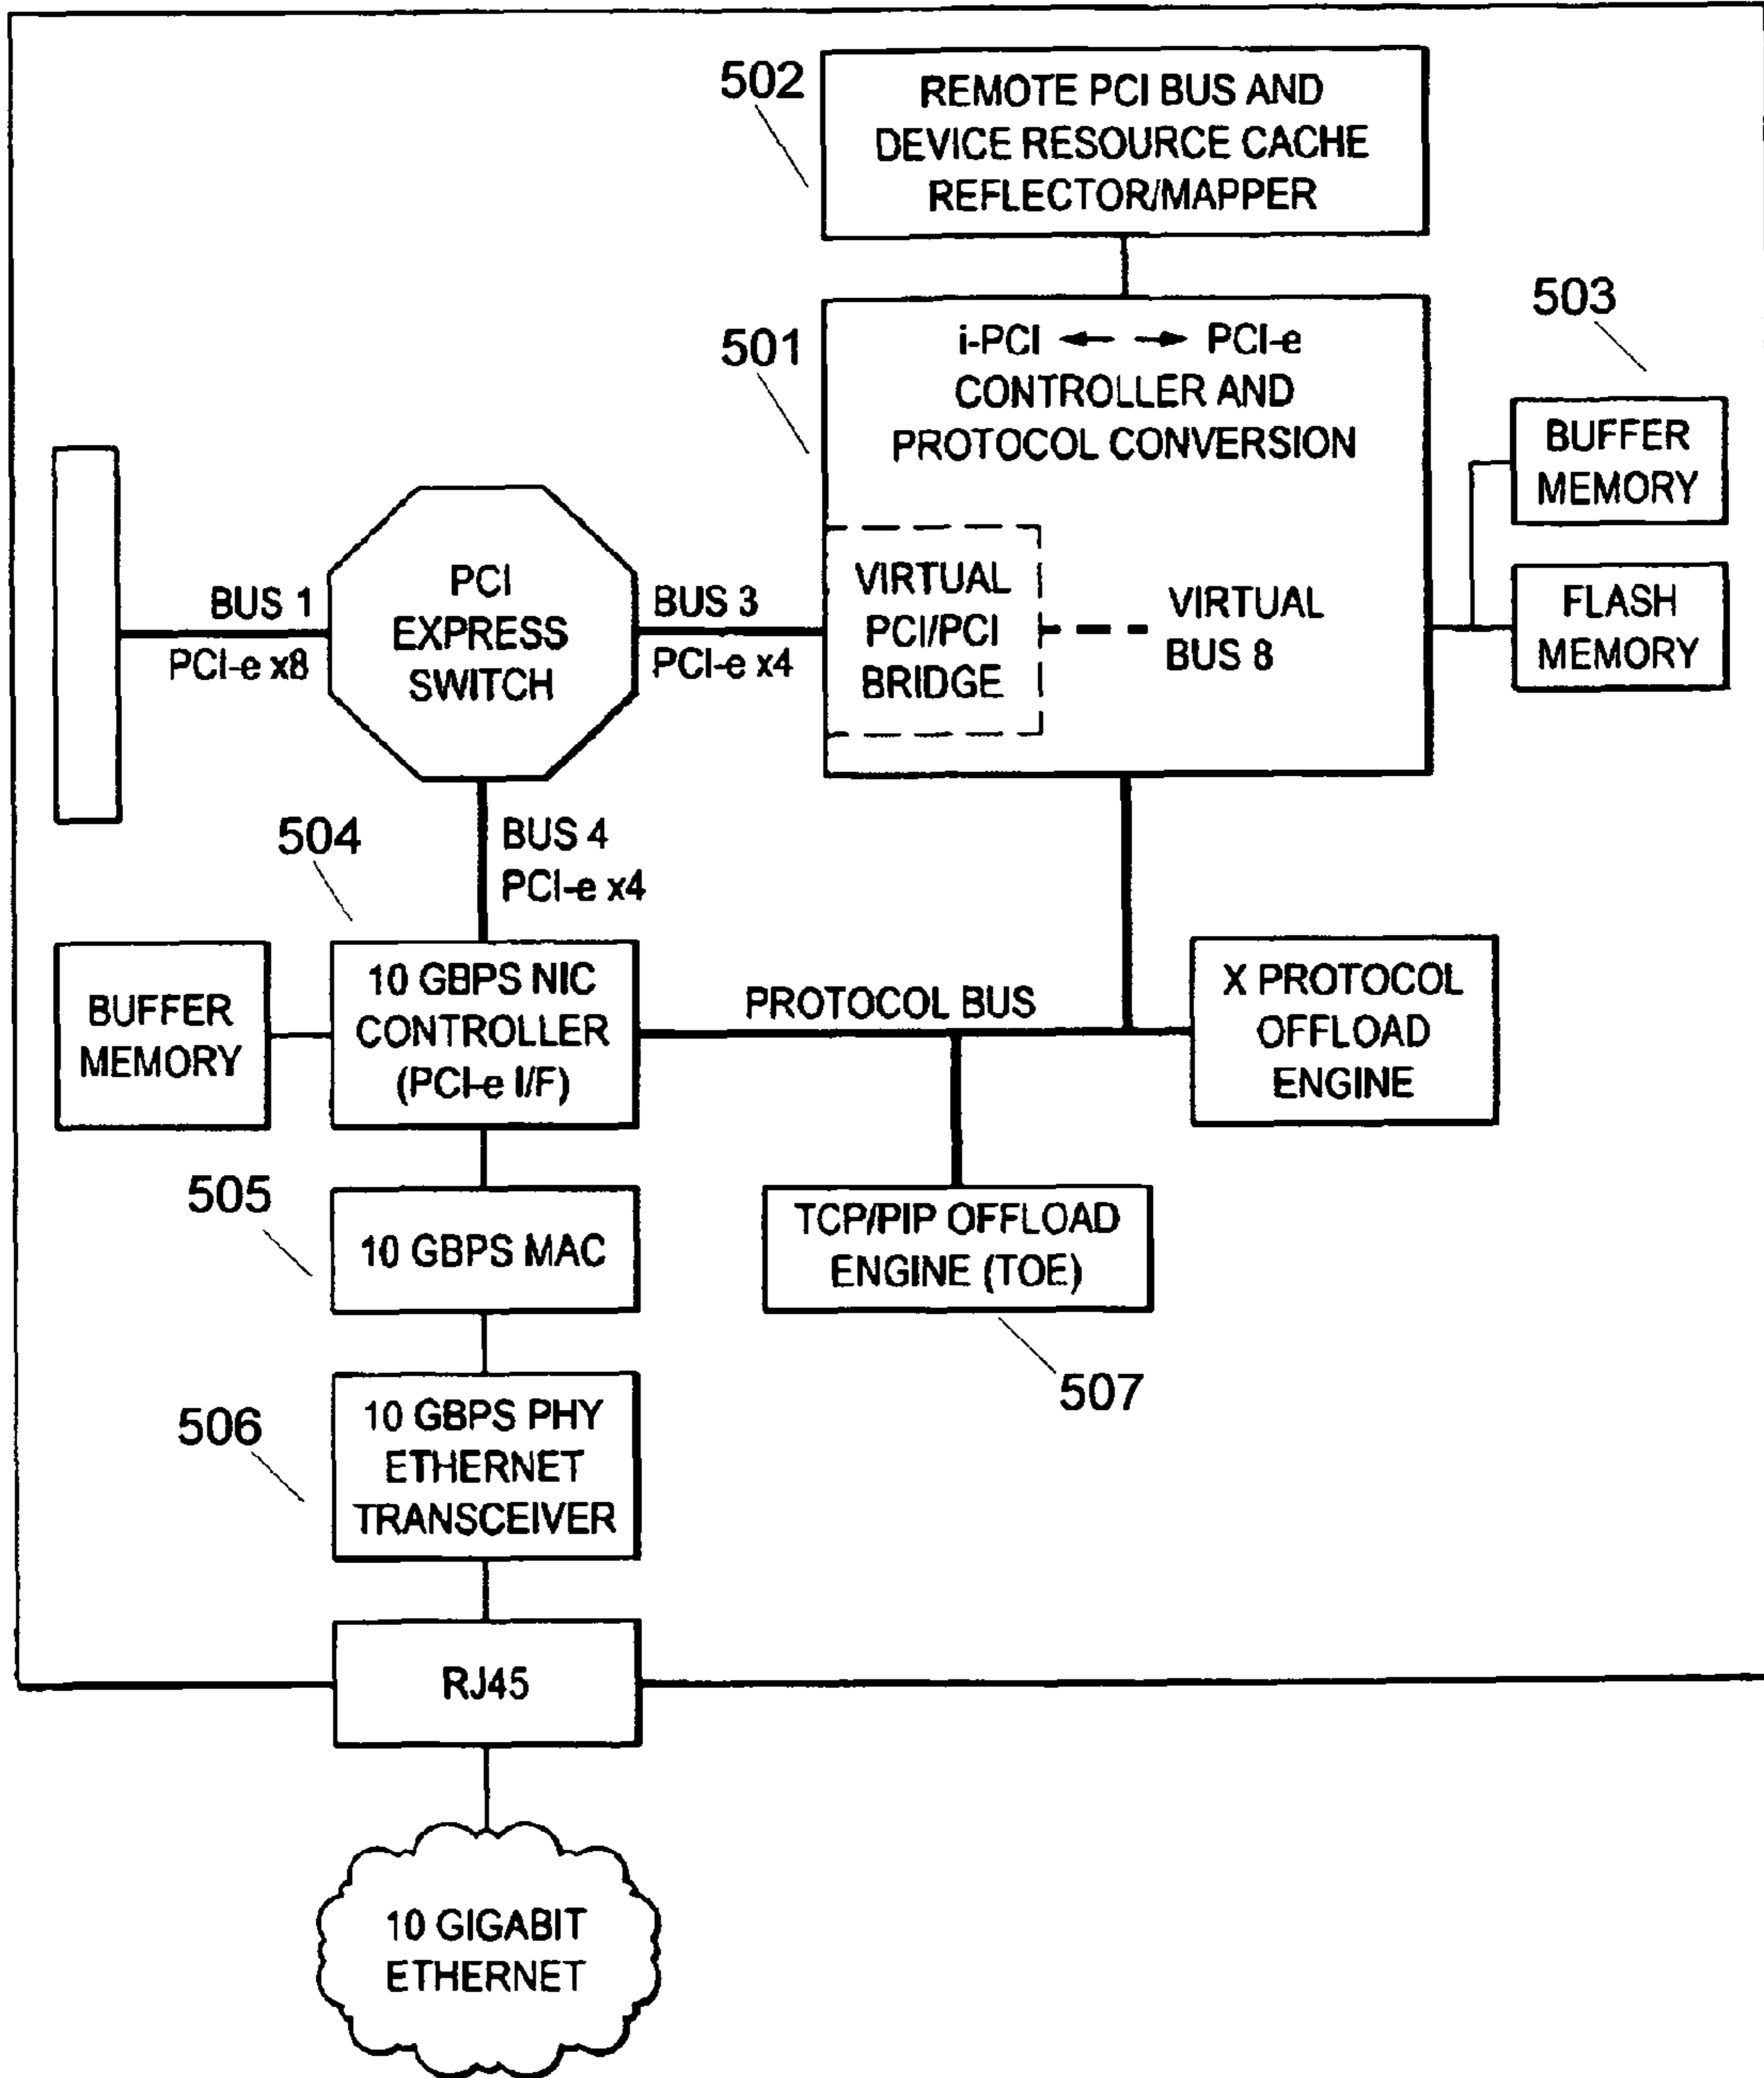 502
REMOTE PCI BUS AND
DEVICE RESOURCE CACHE
REFLECTOR/MAPPER
503
501
i-PCI ←→ PCI-e
CONTROLLER AND
PROTOCOL CONVERSION
BUFFER
MEMORY
BUS 1
PCI-e x8
PCI
EXPRESS
SWITCH
BUS 3
PCI-e x4
VIRTUAL
PCI/PCI
BRIDGE
VIRTUAL
BUS 8
FLASH
MEMORY
504
BUS 4
PCI-e x4
BUFFER
MEMORY
10 GBPS NIC
CONTROLLER
(PCI-e I/F)
PROTOCOL BUS
X PROTOCOL
OFFLOAD
ENGINE
505
10 GBPS MAC
TCP/PIP OFFLOAD
ENGINE (TOE)
507
506
10 GBPS PHY
ETHERNET
TRANSCEIVER
RJ45
10 GIGABIT
ETHERNET